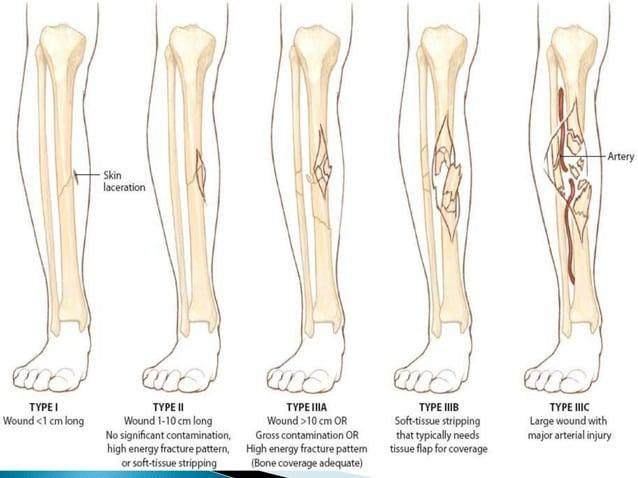 Skin
laceration
Artery
TYPE I
Wound <1 cm long
TYPE II
Wound 1-10 cm long
No significant contamination,
high energy fracture pattern,
or soft-tissue stripping
TYPE IIIA
Wound >10 cm OR
Gross contamination OR
High energy fracture pattern
(Bone coverage adequate)
TYPE IIIB
Soft-tissue stripping
that typically needs
tissue flap for coverage
TYPE IIIC
Large wound with
major arterial injury